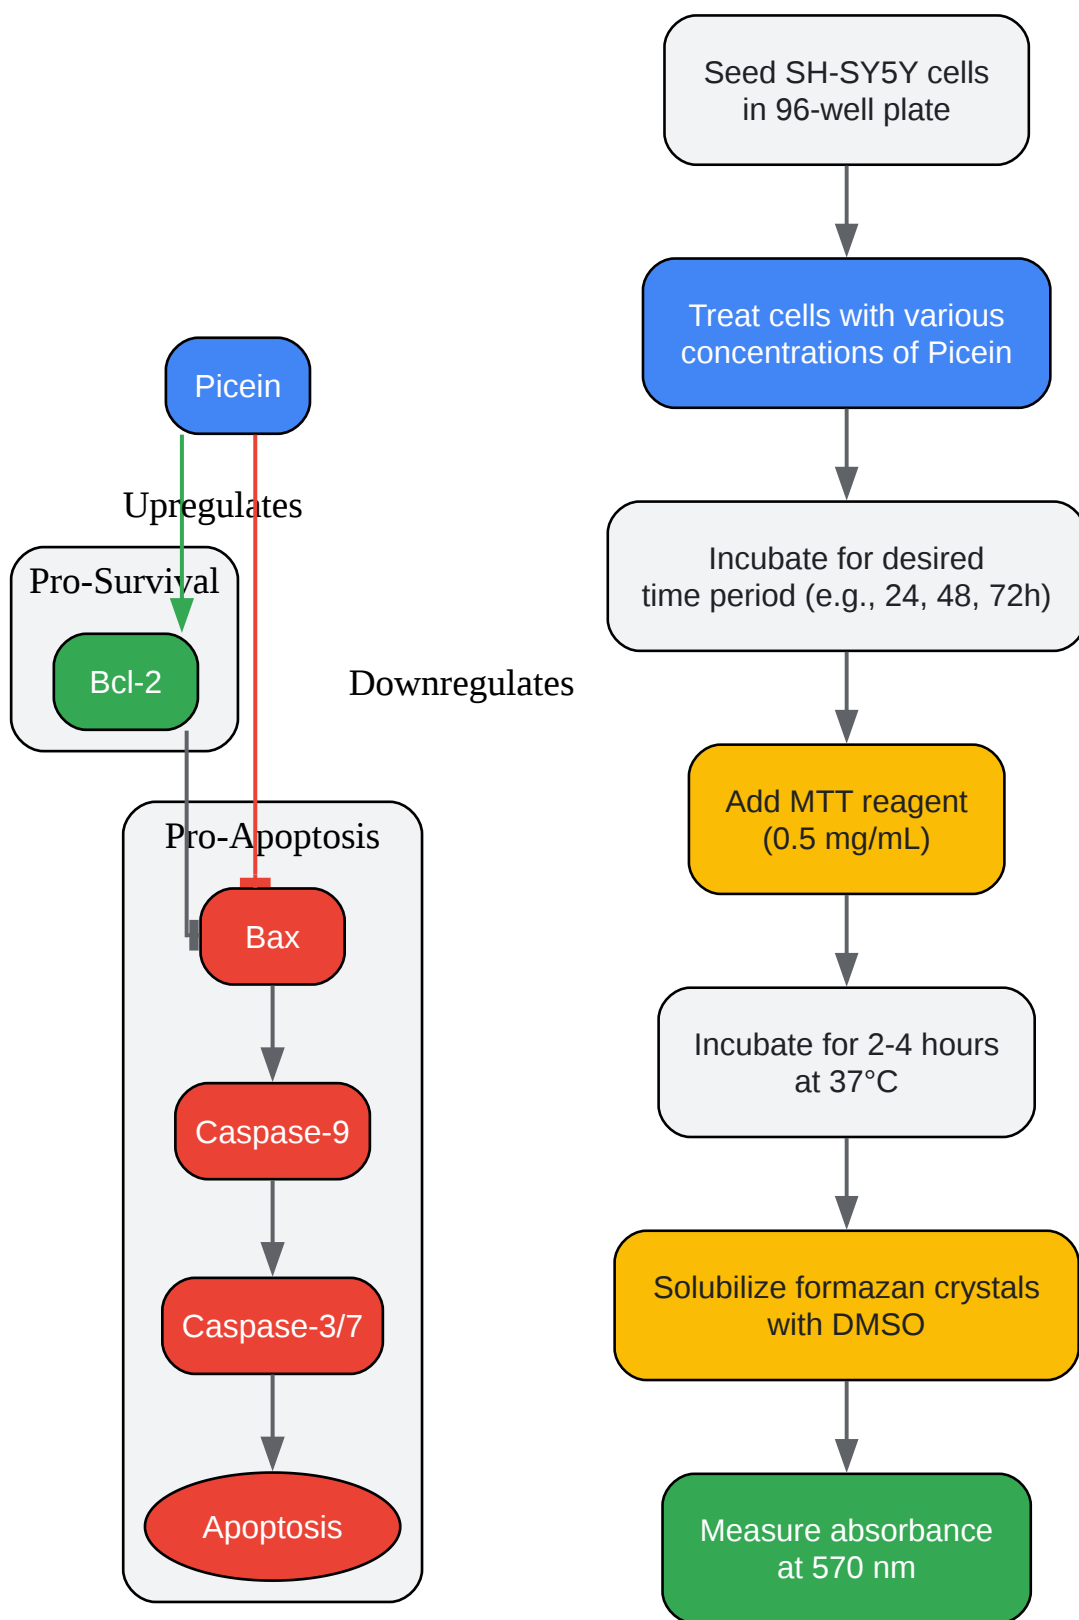 Picein
Upregulates
Pro-Survival
Bcl-2
Downregulates
Pro-Apoptosis
Bax
Caspase-9
Caspase-3/7
Apoptosis
Seed SH-SY5Y cells
in 96-well plate
Treat cells with various
concentrations of Picein
Incubate for desired
time period (e.g., 24, 48, 72h)
Add MTT reagent
(0.5 mg/mL)
Incubate for 2-4 hours
at 37°C
Solubilize formazan crystals
with DMSO
Measure absorbance
at 570 nm